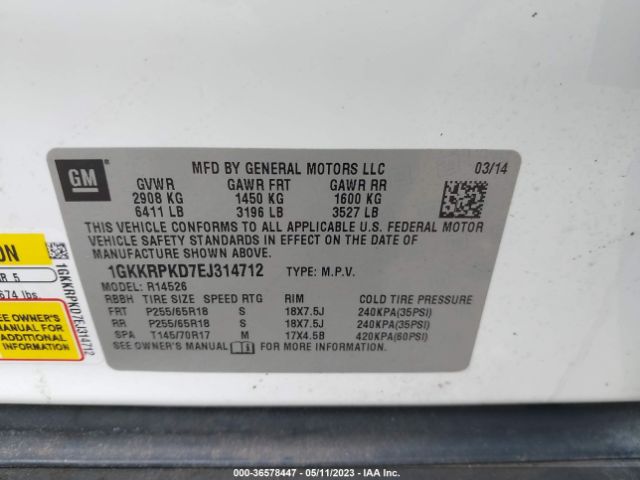 GM
MFD BY GENERAL MOTORS LLC
03/14
GVWR GAWR FRT GAWR RR
2908 KG 1450 KG 1600 KG
6411 LB 3196 LB 3527 LB
THIS VEHICLE CONFORMS TO ALL APPLICABLE U.S. FEDERAL MOTOR
VEHICLE SAFETY STANDARDS IN EFFECT ON THE DATE OF
MANUFACTURE SHOWN ABOVE.
1GKKRPKD7EJ314712 TYPE: M.P.V.
MODEL: R14526
RBBH TIRE SIZE SPEED RTG RIM COLD TIRE PRESSURE
FRT P255/65R18 S 18X7.5J 240KPA(35PSI)
RR P255/65R18 S 18X7.5J 240KPA(35PSI)
SPA T145/70R17 M 17X4.5B 420KPA(60PSI)
SEE OWNER'S MANUAL FOR ADDITIONAL INFORMATION.
ON
R 5
674 lbs.
SEE OWNER'S
MANUAL FOR
ADDITIONAL
INFORMATION
1GKKRPKD7EJ314712
000-36578447 - 05/11/2023 - IAA, Inc.